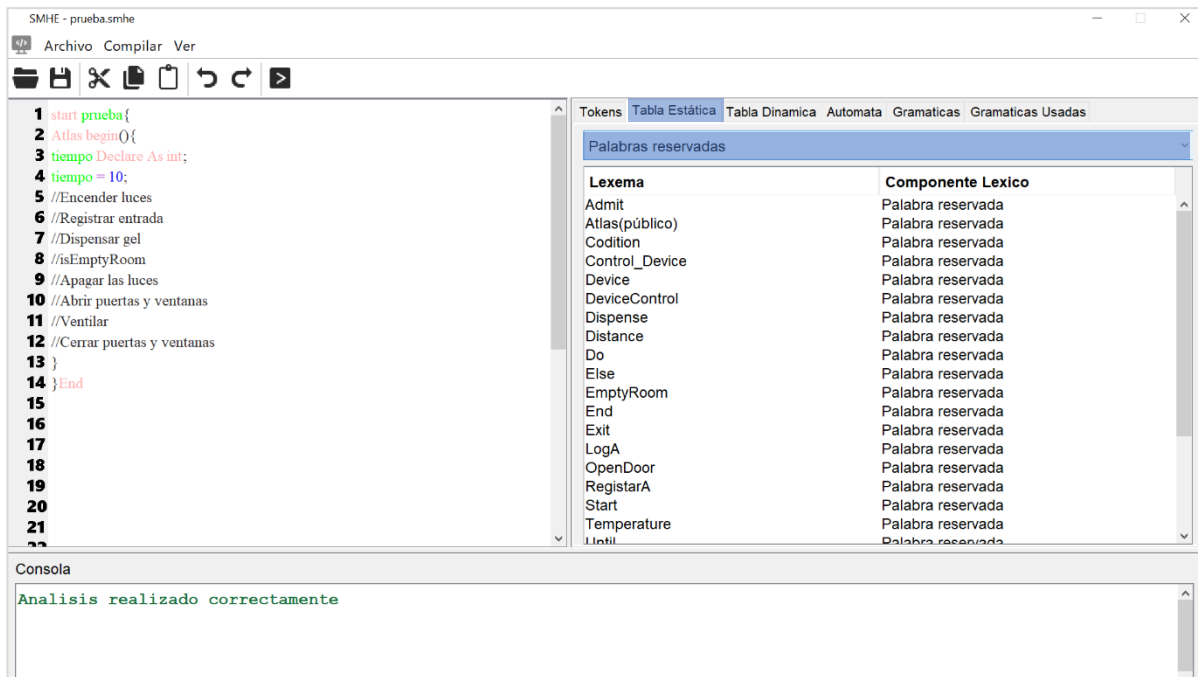 SMHE - prueba.smhe
Archivo Compilar Ver
1 start prueba{
2 Atlas begin(){
3 tiempo Declare As int;
4 tiempo = 10;
5 //Encender luces
6 //Registrar entrada
7 //Dispensar gel
8 //isEmptyRoom
9 //Apagar las luces
10 //Abrir puertas y ventanas
11 //Ventilar
12 //Cerrar puertas y ventanas
13 }
14 }End
15
16
17
18
19
20
21
22
Tokens Tabla Estática Tabla Dinamica Automata Gramaticas Gramaticas Usadas
Palabras reservadas
Lexema Componente Lexico
Admit Palabra reservada
Atlas(público) Palabra reservada
Codition Palabra reservada
Control_Device Palabra reservada
Device Palabra reservada
DeviceControl Palabra reservada
Dispense Palabra reservada
Distance Palabra reservada
Do Palabra reservada
Else Palabra reservada
EmptyRoom Palabra reservada
End Palabra reservada
Exit Palabra reservada
LogA Palabra reservada
OpenDoor Palabra reservada
RegistarA Palabra reservada
Start Palabra reservada
Temperature Palabra reservada
Until Palabra reservada
Consola
Analisis realizado correctamente